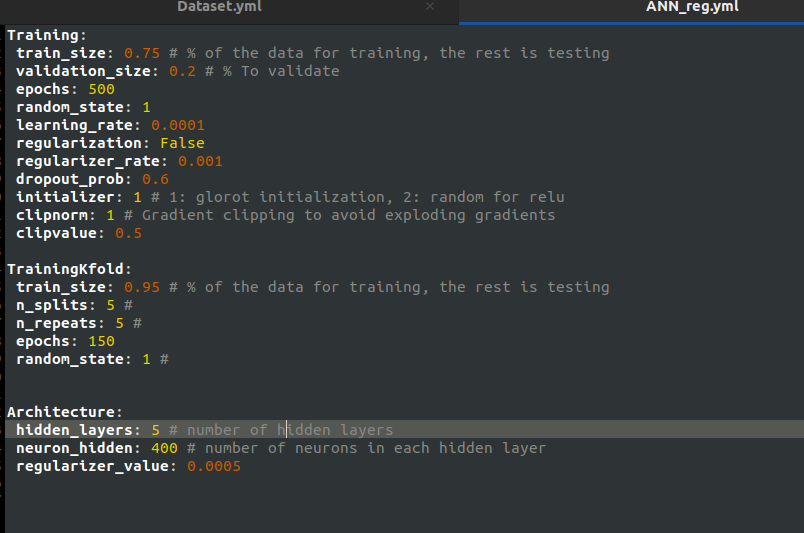 Dataset.yml × ANN_reg.yml
Training:
train_size: 0.75 # % of the data for training, the rest is testing
validation_size: 0.2 # % To validate
epochs: 500
random_state: 1
learning_rate: 0.0001
regularization: False
regularizer_rate: 0.001
dropout_prob: 0.6
initializer: 1 # 1: glorot initialization, 2: random for relu
clipnorm: 1 # Gradient clipping to avoid exploding gradients
clipvalue: 0.5
TrainingKfold:
train_size: 0.95 # % of the data for training, the rest is testing
n_splits: 5 #
n_repeats: 5 #
epochs: 150
random_state: 1 #
Architecture:
hidden_layers: 5 # number of hidden layers
neuron_hidden: 400 # number of neurons in each hidden layer
regularizer_value: 0.0005